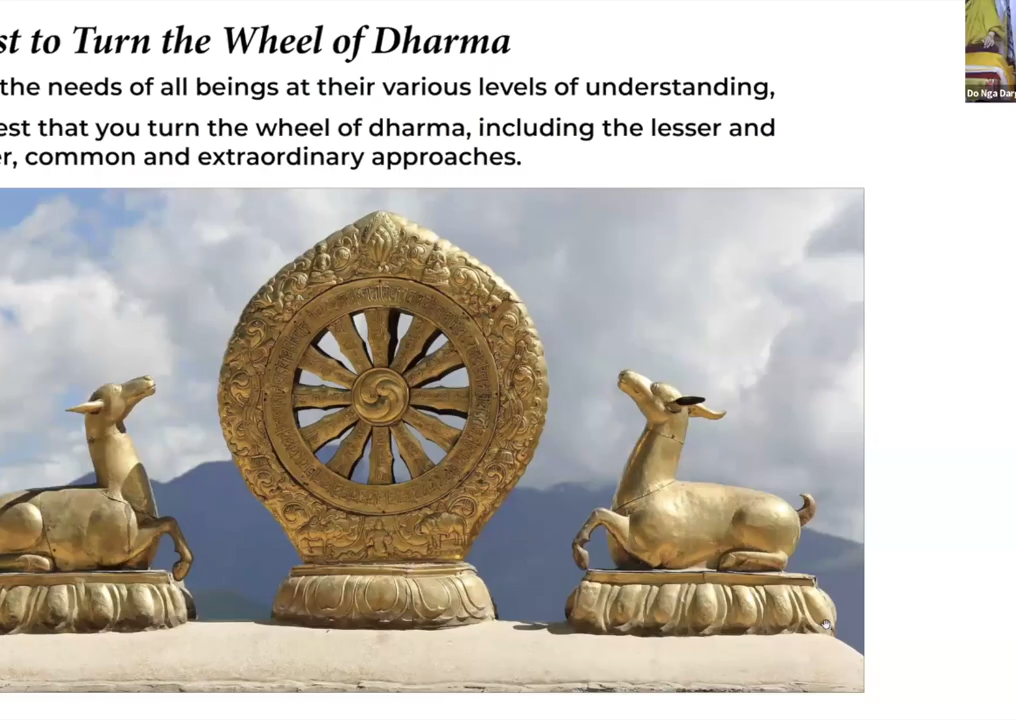 st to Turn the Wheel of Dharma
the needs of all beings at their various levels of understanding,
est that you turn the wheel of dharma, including the lesser and
r, common and extraordinary approaches.
Do Nga Dar